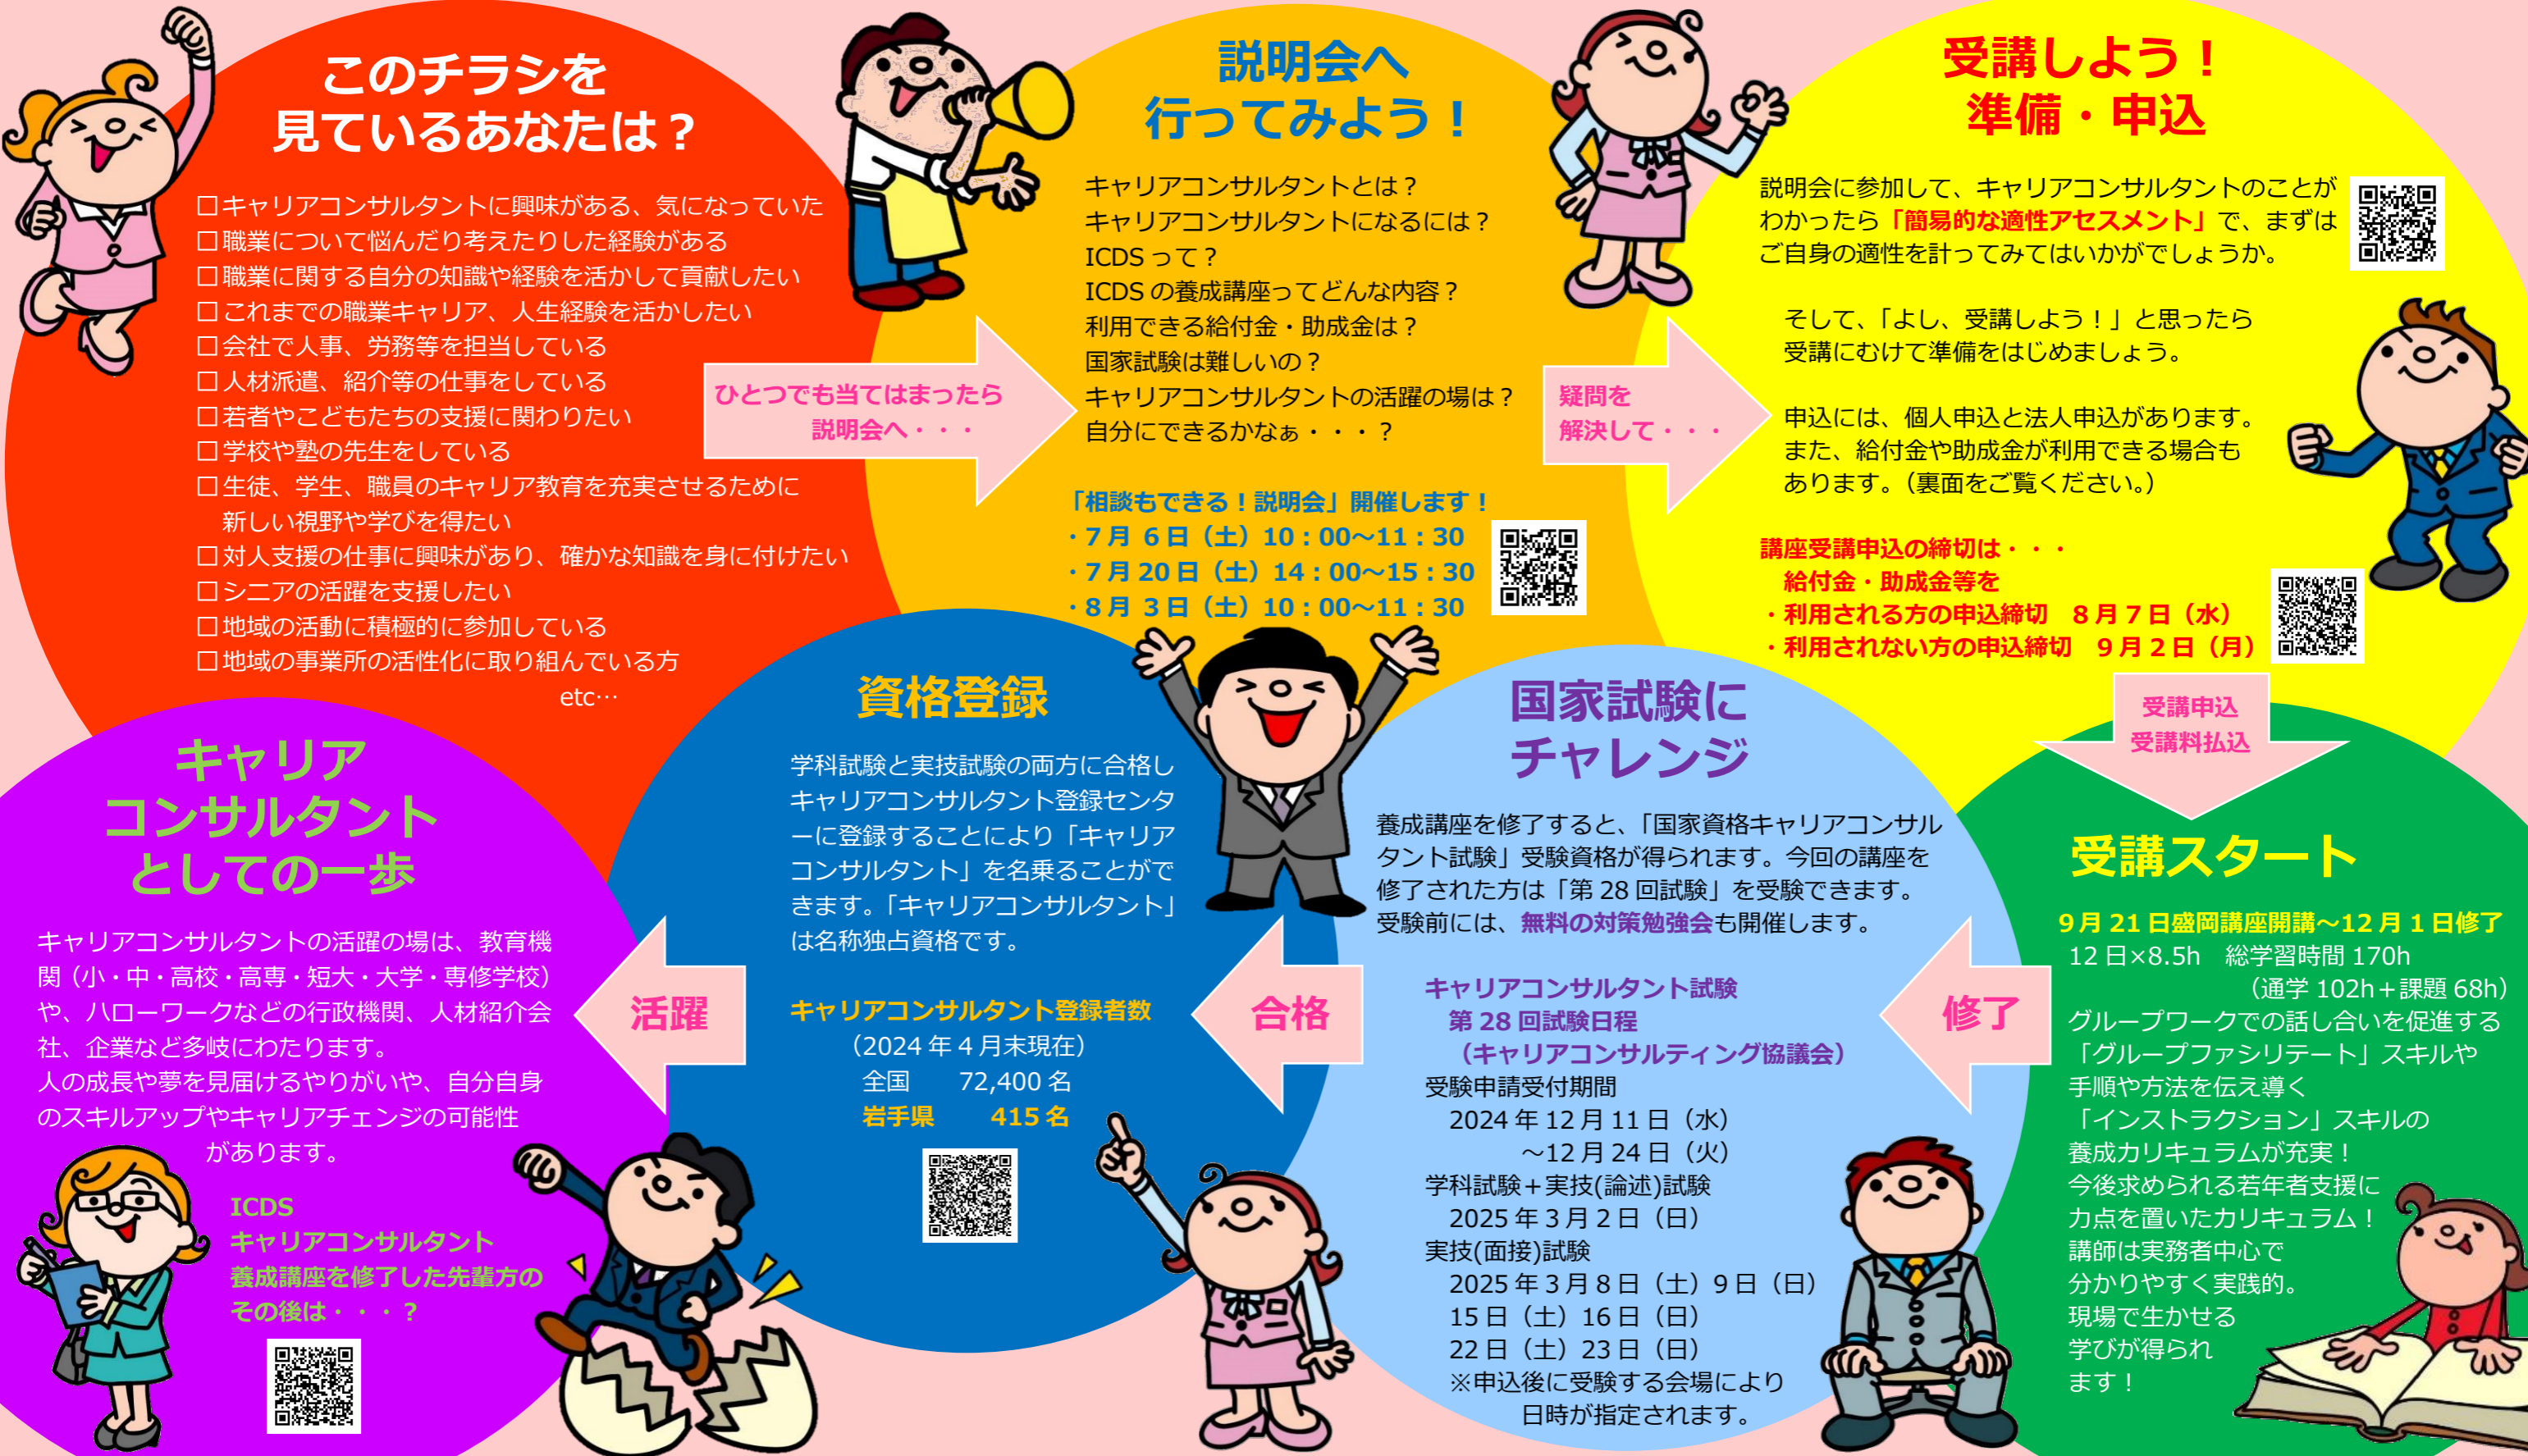 このチラシを
見ているあなたは？
□キャリアコンサルタントに興味がある、気になっていた
□職業について悩んだり考えたりした経験がある
□職業に関する自分の知識や経験を活かして貢献したい
□これまでの職業キャリア、人生経験を活かしたい
□会社で人事、労務等を担当している
□人材派遣、紹介等の仕事をしている
□若者やこどもたちの支援に関わりたい
□学校や塾の先生をしている
□生徒、学生、職員のキャリア教育を充実させるために
新しい視野や学びを得たい
□対人支援の仕事に興味があり、確かな知識を身に付けたい
□シニアの活躍を支援したい
□地域の活動に積極的に参加している
□地域の事業所の活性化に取り組んでいる方
etc…
ひとつでも当てはまったら
説明会へ・・・
説明会へ
行ってみよう！
キャリアコンサルタントとは？
キャリアコンサルタントになるには？
ICDS って？
ICDS の養成講座ってどんな内容？
利用できる給付金・助成金は？
国家試験は難しいの？
キャリアコンサルタントの活躍の場は？
自分にできるかなぁ・・・？
「相談もできる！説明会」開催します！
・7 月 6 日（土）10：00～11：30
・7 月 20 日（土）14：00～15：30
・8 月 3 日（土）10：00～11：30
疑問を
解決して・・・
受講しよう！
準備・申込
説明会に参加して、キャリアコンサルタントのことが
わかったら「簡易的な適性アセスメント」で、まずは
ご自身の適性を計ってみてはいかがでしょうか。
そして、「よし、受講しよう！」と思ったら
受講にむけて準備をはじめましょう。
申込には、個人申込と法人申込があります。
また、給付金や助成金が利用できる場合も
あります。（裏面をご覧ください。）
講座受講申込の締切は・・・
給付金・助成金等を
・利用される方の申込締切　8 月 7 日（水）
・利用されない方の申込締切　9 月 2 日（月）
受講申込
受講料払込
受講スタート
9 月 21 日盛岡講座開講～12 月 1 日修了
12 日×8.5h　総学習時間 170h
（通学 102h＋課題 68h）
グループワークでの話し合いを促進する
「グループファシリテート」スキルや
手順や方法を伝え導く
「インストラクション」スキルの
養成カリキュラムが充実！
今後求められる若年者支援に
力点を置いたカリキュラム！
講師は実務者中心で
分かりやすく実践的。
現場で生かせる
学びが得られ
ます！
修了
国家試験に
チャレンジ
養成講座を修了すると、「国家資格キャリアコンサル
タント試験」受験資格が得られます。今回の講座を
修了された方は「第 28 回試験」を受験できます。
受験前には、無料の対策勉強会も開催します。
キャリアコンサルタント試験
第 28 回試験日程
（キャリアコンサルティング協議会）
受験申請受付期間
2024 年 12 月 11 日（水）
～12 月 24 日（火）
学科試験＋実技(論述)試験
2025 年 3 月 2 日（日）
実技(面接)試験
2025 年 3 月 8 日（土）9 日（日）
15 日（土）16 日（日）
22 日（土）23 日（日）
※申込後に受験する会場により
日時が指定されます。
合格
資格登録
学科試験と実技試験の両方に合格し
キャリアコンサルタント登録センタ
ーに登録することにより「キャリア
コンサルタント」を名乗ることがで
きます。「キャリアコンサルタント」
は名称独占資格です。
キャリアコンサルタント登録者数
（2024 年 4 月末現在）
全国　　72,400 名
岩手県　　415 名
活躍
キャリア
コンサルタント
としての一歩
キャリアコンサルタントの活躍の場は、教育機
関（小・中・高校・高専・短大・大学・専修学校）
や、ハローワークなどの行政機関、人材紹介会
社、企業など多岐にわたります。
人の成長や夢を見届けるやりがいや、自分自身
のスキルアップやキャリアチェンジの可能性
があります。
ICDS
キャリアコンサルタント
養成講座を修了した先輩方の
その後は・・・？